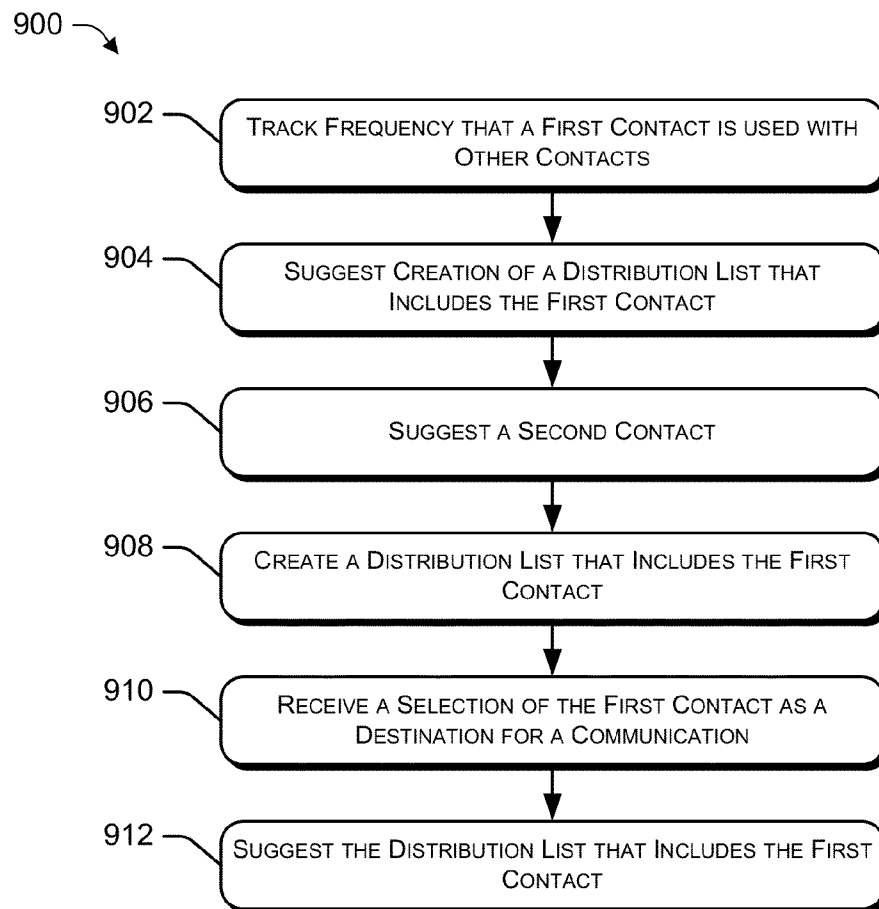 900
902
TRACK FREQUENCY THAT A FIRST CONTACT IS USED WITH
OTHER CONTACTS
904
SUGGEST CREATION OF A DISTRIBUTION LIST THAT
INCLUDES THE FIRST CONTACT
906
SUGGEST A SECOND CONTACT
908
CREATE A DISTRIBUTION LIST THAT INCLUDES THE FIRST
CONTACT
910
RECEIVE A SELECTION OF THE FIRST CONTACT AS A
DESTINATION FOR A COMMUNICATION
912
SUGGEST THE DISTRIBUTION LIST THAT INCLUDES THE FIRST
CONTACT